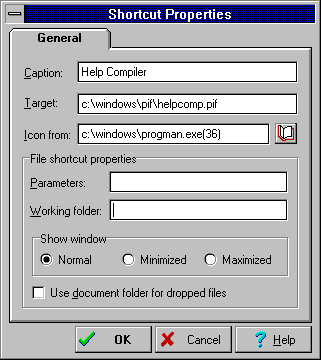 Shortcut Properties
General
Caption: Help Compiler
Target: c:\windows\pif\helpcomp.pif
Icon from: c:\windows\progman.exe(36)
File shortcut properties
Parameters:
Working folder:
Show window
Normal Minimized Maximized
Use document folder for dropped files
OK Cancel ? Help